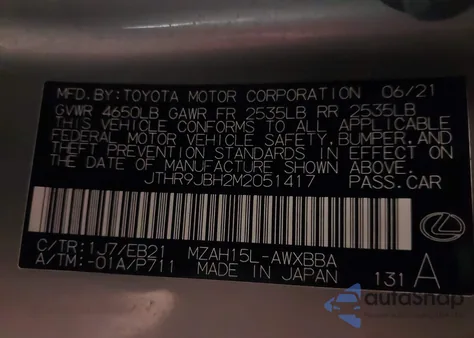 MFD. BY: TOYOTA MOTOR CORPORATION 06/21
GVWR 4650LB GAWR FR 2535LB RR 2535LB
THIS VEHICLE CONFORMS TO ALL APPLICABLE
FEDERAL MOTOR VEHICLE SAFETY, BUMPER, AND
THEFT PREVENTION STANDARDS IN EFFECT ON
THE DATE OF MANUFACTURE SHOWN ABOVE.
JTHR9JBH2M2051417 PASS. CAR
C/TR: 1J7/EB21 MZAH15L-AWXBBA
A/TM: -01A/P711 MADE IN JAPAN 131 A
autoSnap